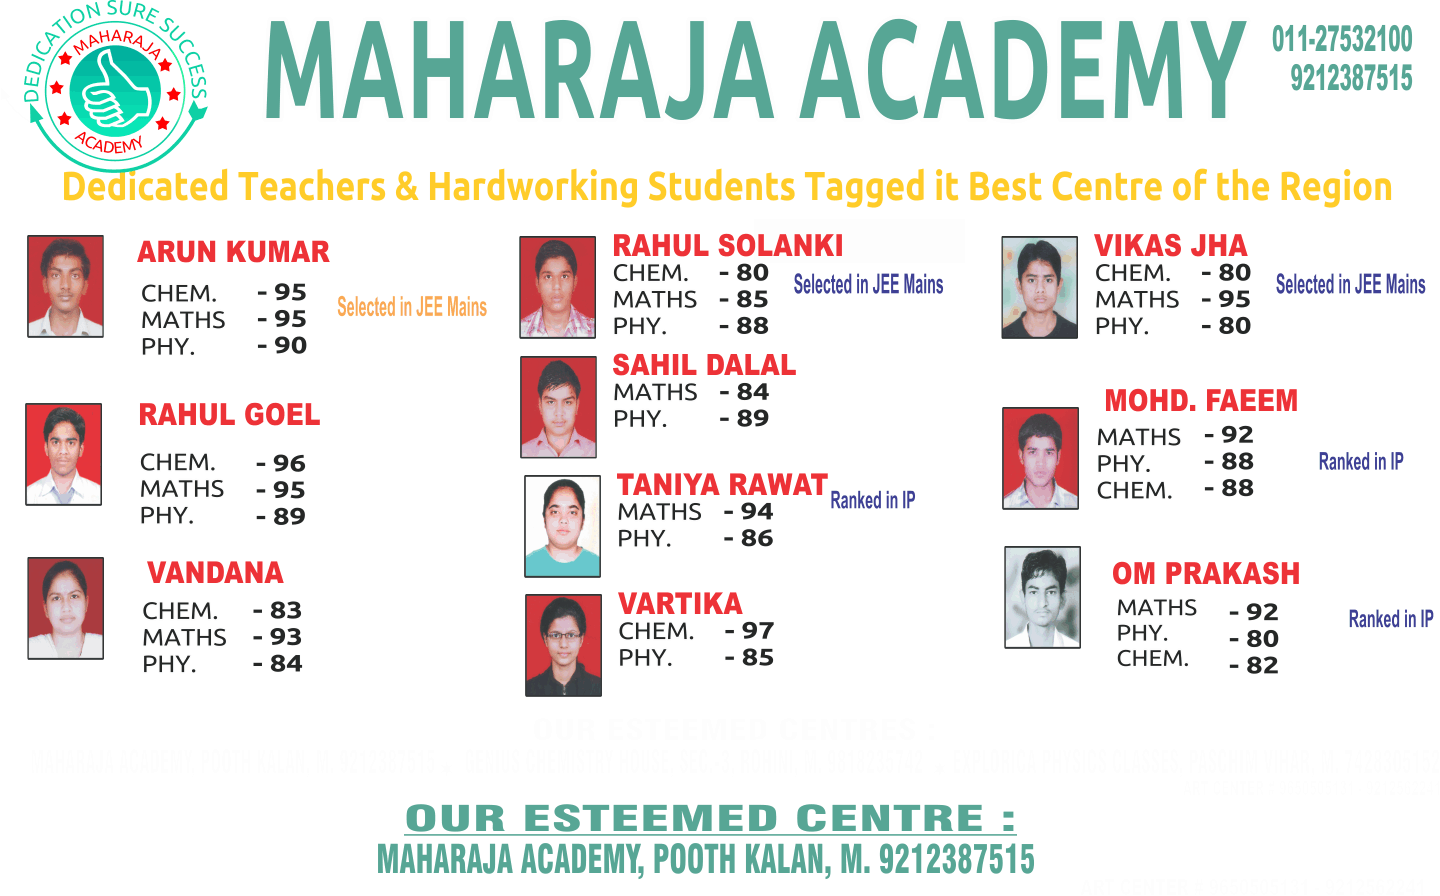 DEDICATION SURE SUCCESS
MAHARAJA
ACADEMY
MAHARAJA ACADEMY
011-27532100
9212387515
Dedicated Teachers & Hardworking Students Tagged it Best Centre of the Region
ARUN KUMAR
CHEM. - 95
MATHS - 95
PHY. - 90
Selected in JEE Mains
RAHUL GOEL
CHEM. - 96
MATHS - 95
PHY. - 89
VANDANA
CHEM. - 83
MATHS - 93
PHY. - 84
RAHUL SOLANKI
CHEM. - 80
MATHS - 85
PHY. - 88
Selected in JEE Mains
SAHIL DALAL
MATHS - 84
PHY. - 89
TANIYA RAWAT
MATHS - 94
PHY. - 86
Ranked in IP
VARTIKA
CHEM. - 97
PHY. - 85
VIKAS JHA
CHEM. - 80
MATHS - 95
PHY. - 80
Selected in JEE Mains
MOHD. FAEEM
MATHS - 92
PHY. - 88
CHEM. - 88
Ranked in IP
OM PRAKASH
MATHS - 92
PHY. - 80
CHEM. - 82
Ranked in IP
OUR ESTEEMED CENTRES :
OUR ESTEEMED CENTRE :
MAHARAJA ACADEMY, POOTH KALAN, M. 9212387515